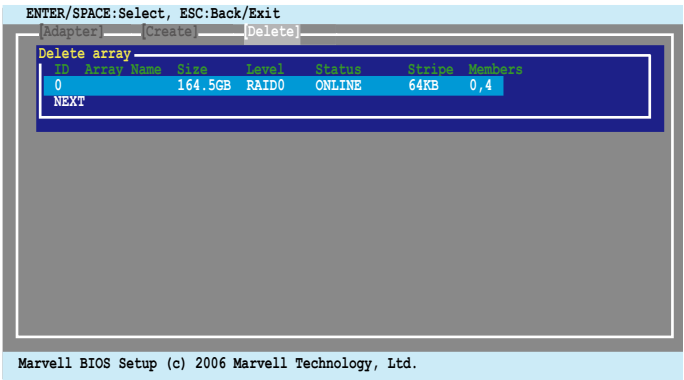 ENTER/SPACE:Select, ESC:Back/Exit
[Adapter] [Create] [Delete]
Delete array
ID Array Name Size Level Status Stripe Members
0 164.5GB RAID0 ONLINE 64KB 0,4
NEXT
Marvell BIOS Setup (c) 2006 Marvell Technology, Ltd.